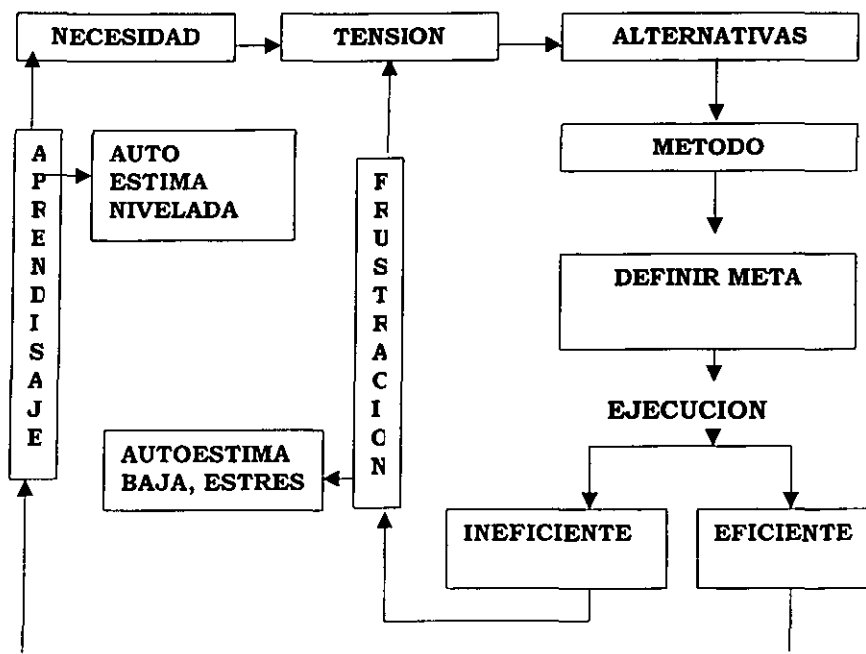 NECESIDAD
TENSION
ALTERNATIVAS
METODO
DEFINIR META
EJECUCION
INEFICIENTE
EFICIENTE
FRUSTRACION
AUTOESTIMA
BAJA, ESTRES
APRENDISAJE
AUTO
ESTIMA
NIVELADA